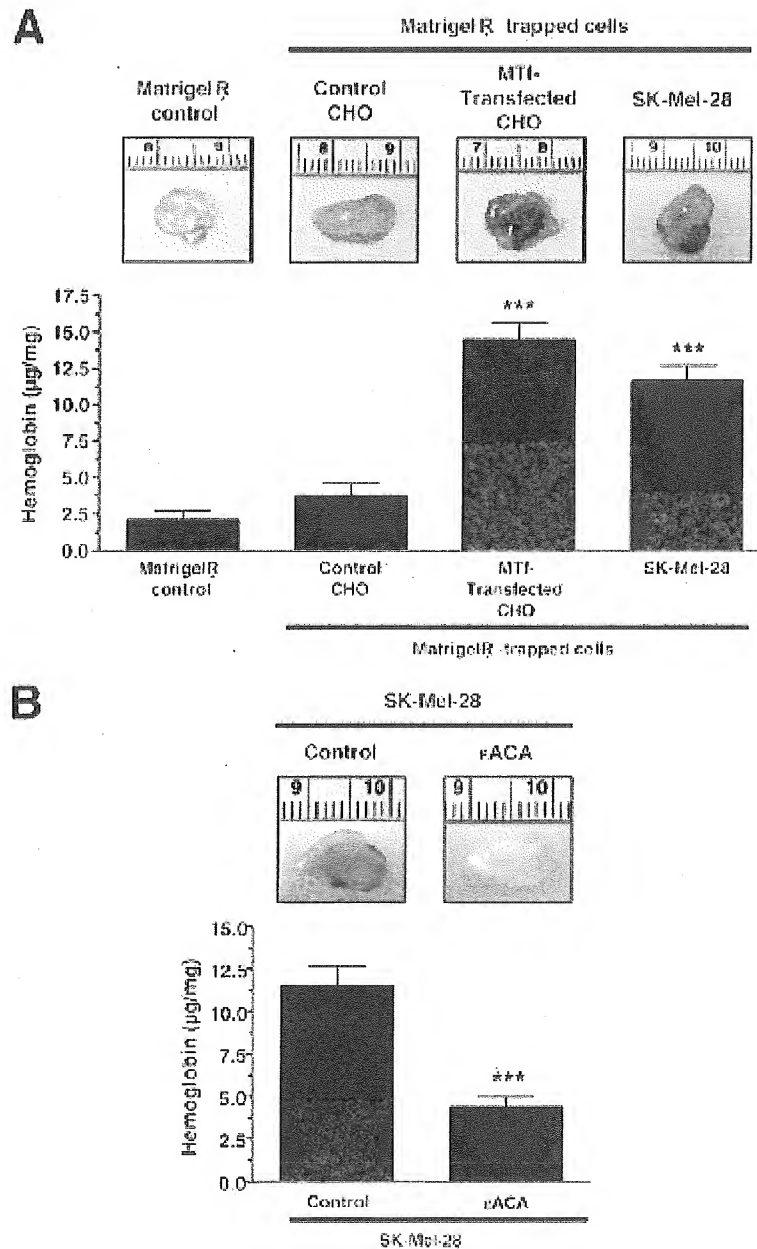 A
Matrigel R trapped cells
Matrigel R control
Control CHO
MTf-Transfected CHO
SK-Mel-28
8 9
8 9
7 8
9 10
Hemoglobin (µg/mg)
17.5
15.0
12.5
10.0
7.5
5.0
2.5
0.0
***
***
Matrigel R control
Control CHO
MTf-Transfected CHO
SK-Mel-28
Matrigel R -trapped cells
B
SK-Mel-28
Control
εACA
9 10
9 10
Hemoglobin (µg/mg)
15.0
12.5
10.0
7.5
5.0
2.5
0.0
***
Control
εACA
SK-Mel-28